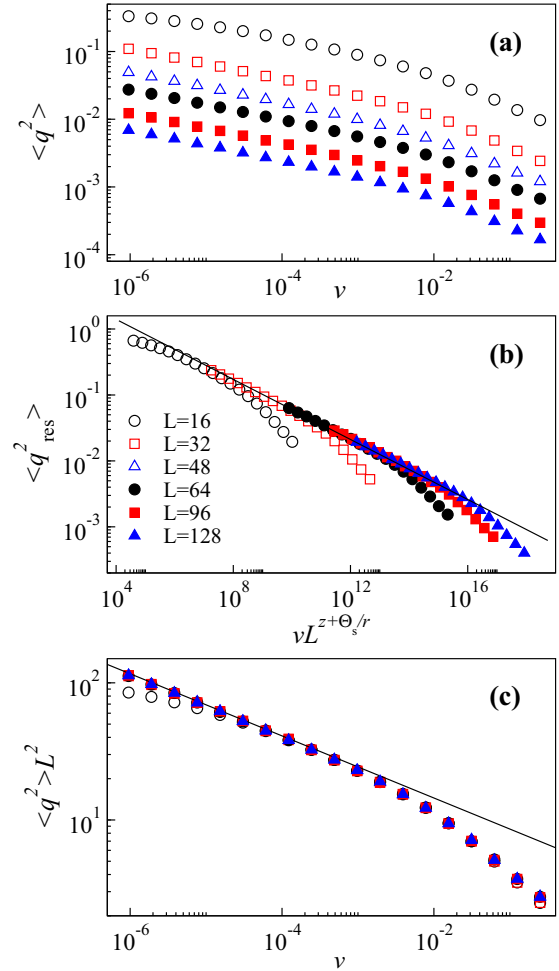 (a)
10⁻¹
10⁻²
10⁻³
10⁻⁴
<q²>
10⁻⁶
10⁻⁴
10⁻²
v
(b)
10⁰
10⁻¹
10⁻²
10⁻³
<q²res>
L=16
L=32
L=48
L=64
L=96
L=128
10⁴
10⁸
10¹²
10¹⁶
vL^{z+Θₛ/r}
(c)
10²
10¹
<q²>L²
10⁻⁶
10⁻⁴
10⁻²
v